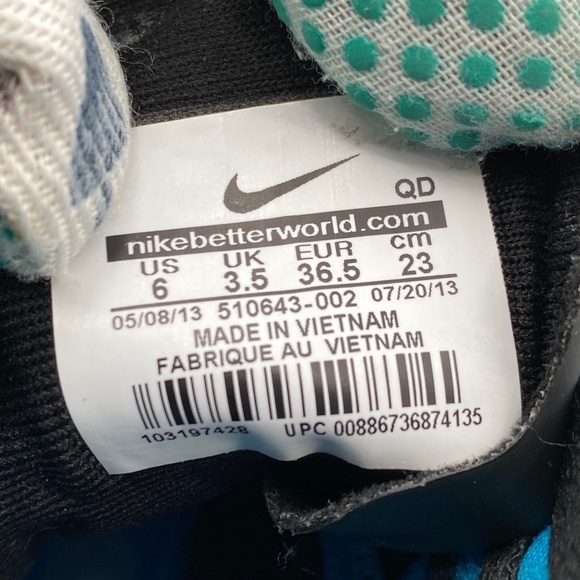 QD
nikebetterworld.com
US UK EUR cm
6 3.5 36.5 23
05/08/13 510643-002 07/20/13
MADE IN VIETNAM
FABRIQUE AU VIETNAM
103197428 UPC 00886736874135